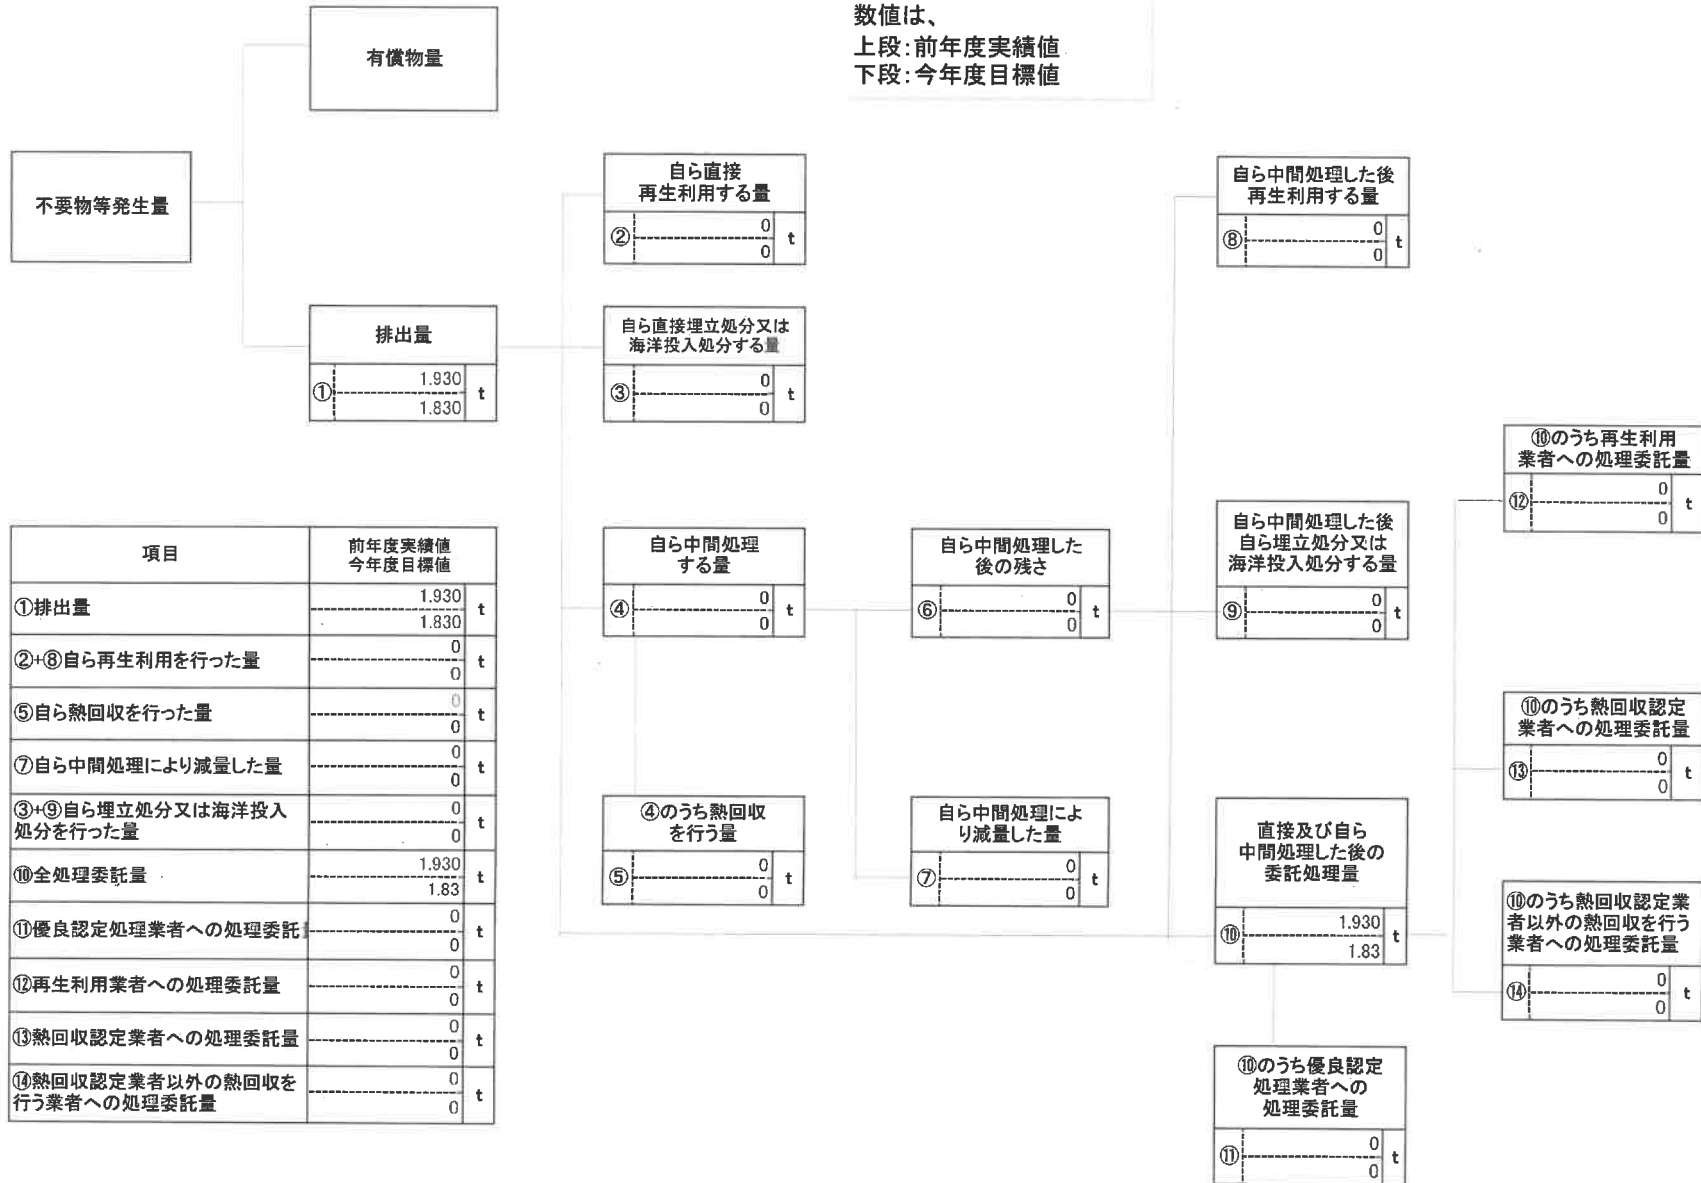 数値は、
上段:前年度実績値
下段:今年度目標値
有償物量
不要物等発生量
排出量
①
1.930
1.830
t
自ら直接
再生利用する量
②
0
0
t
自ら直接埋立処分又は
海洋投入処分する量
③
0
0
t
自ら中間処理
する量
④
0
0
t
④のうち熱回収
を行う量
⑤
0
0
t
自ら中間処理した
後の残さ
⑥
0
0
t
自ら中間処理によ
り減量した量
⑦
0
0
t
自ら中間処理した後
再生利用する量
⑧
0
0
t
自ら中間処理した後
自ら埋立処分又は
海洋投入処分する量
⑨
0
0
t
直接及び自ら
中間処理した後の
委託処理量
⑩
1.930
1.83
t
⑩のうち優良認定
処理業者への
処理委託量
⑪
0
0
t
⑩のうち再生利用
業者への処理委託量
⑫
0
0
t
⑩のうち熱回収認定
業者への処理委託量
⑬
0
0
t
⑩のうち熱回収認定業
者以外の熱回収を行う
業者への処理委託量
⑭
0
0
t
項目
前年度実績値
今年度目標値
①排出量
1.930
1.830
t
②+⑧自ら再生利用を行った量
0
0
t
⑤自ら熱回収を行った量
0
0
t
⑦自ら中間処理により減量した量
0
0
t
③+⑨自ら埋立処分又は海洋投入
処分を行った量
0
0
t
⑩全処理委託量
1.930
1.83
t
⑪優良認定処理業者への処理委託
0
0
t
⑫再生利用業者への処理委託量
0
0
t
⑬熱回収認定業者への処理委託量
0
0
t
⑭熱回収認定業者以外の熱回収を
行う業者への処理委託量
0
0
t